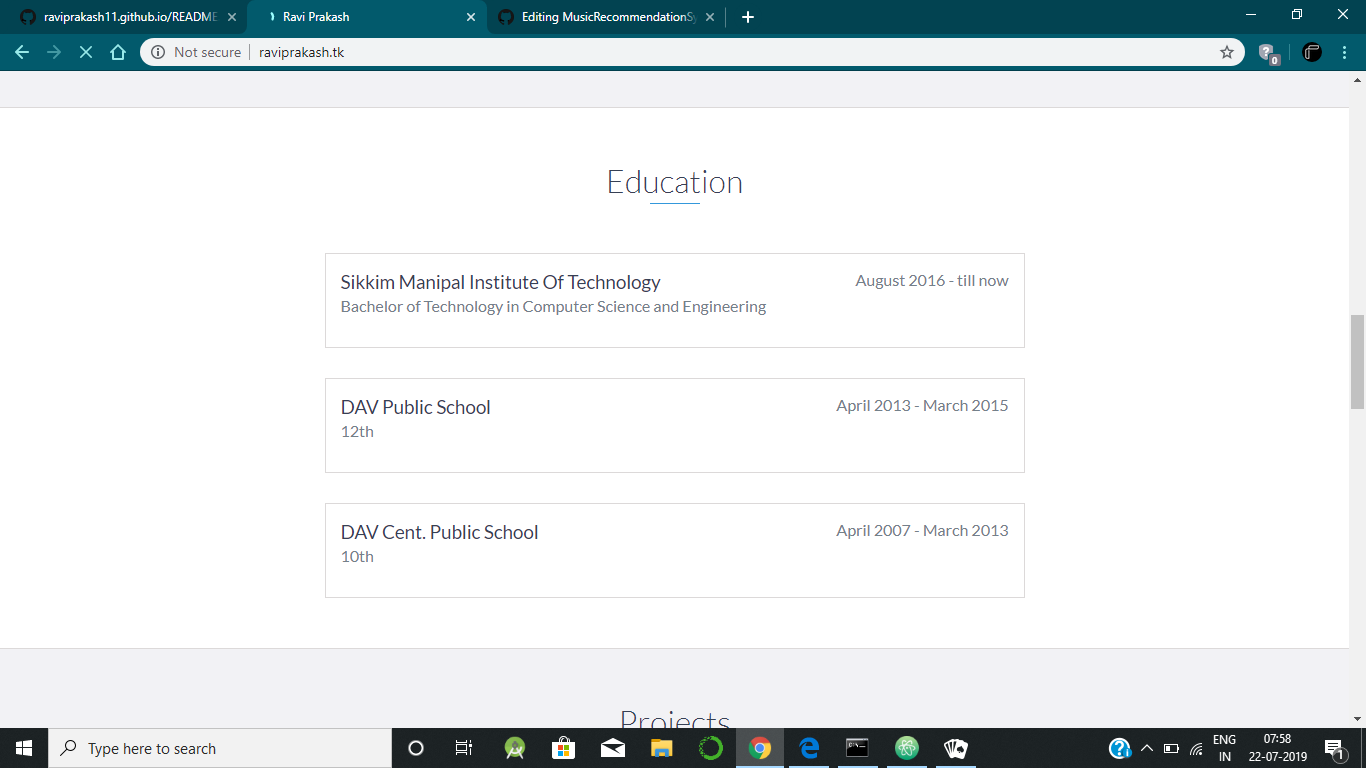 raviprakash11.github.io/README
Ravi Prakash
Editing MusicRecommendationSy
Not secure
raviprakash.tk
0
Education
Sikkim Manipal Institute Of Technology
August 2016 - till now
Bachelor of Technology in Computer Science and Engineering
DAV Public School
April 2013 - March 2015
12th
DAV Cent. Public School
April 2007 - March 2013
10th
Projects
Type here to search
ENG
IN
07:58
22-07-2019
1